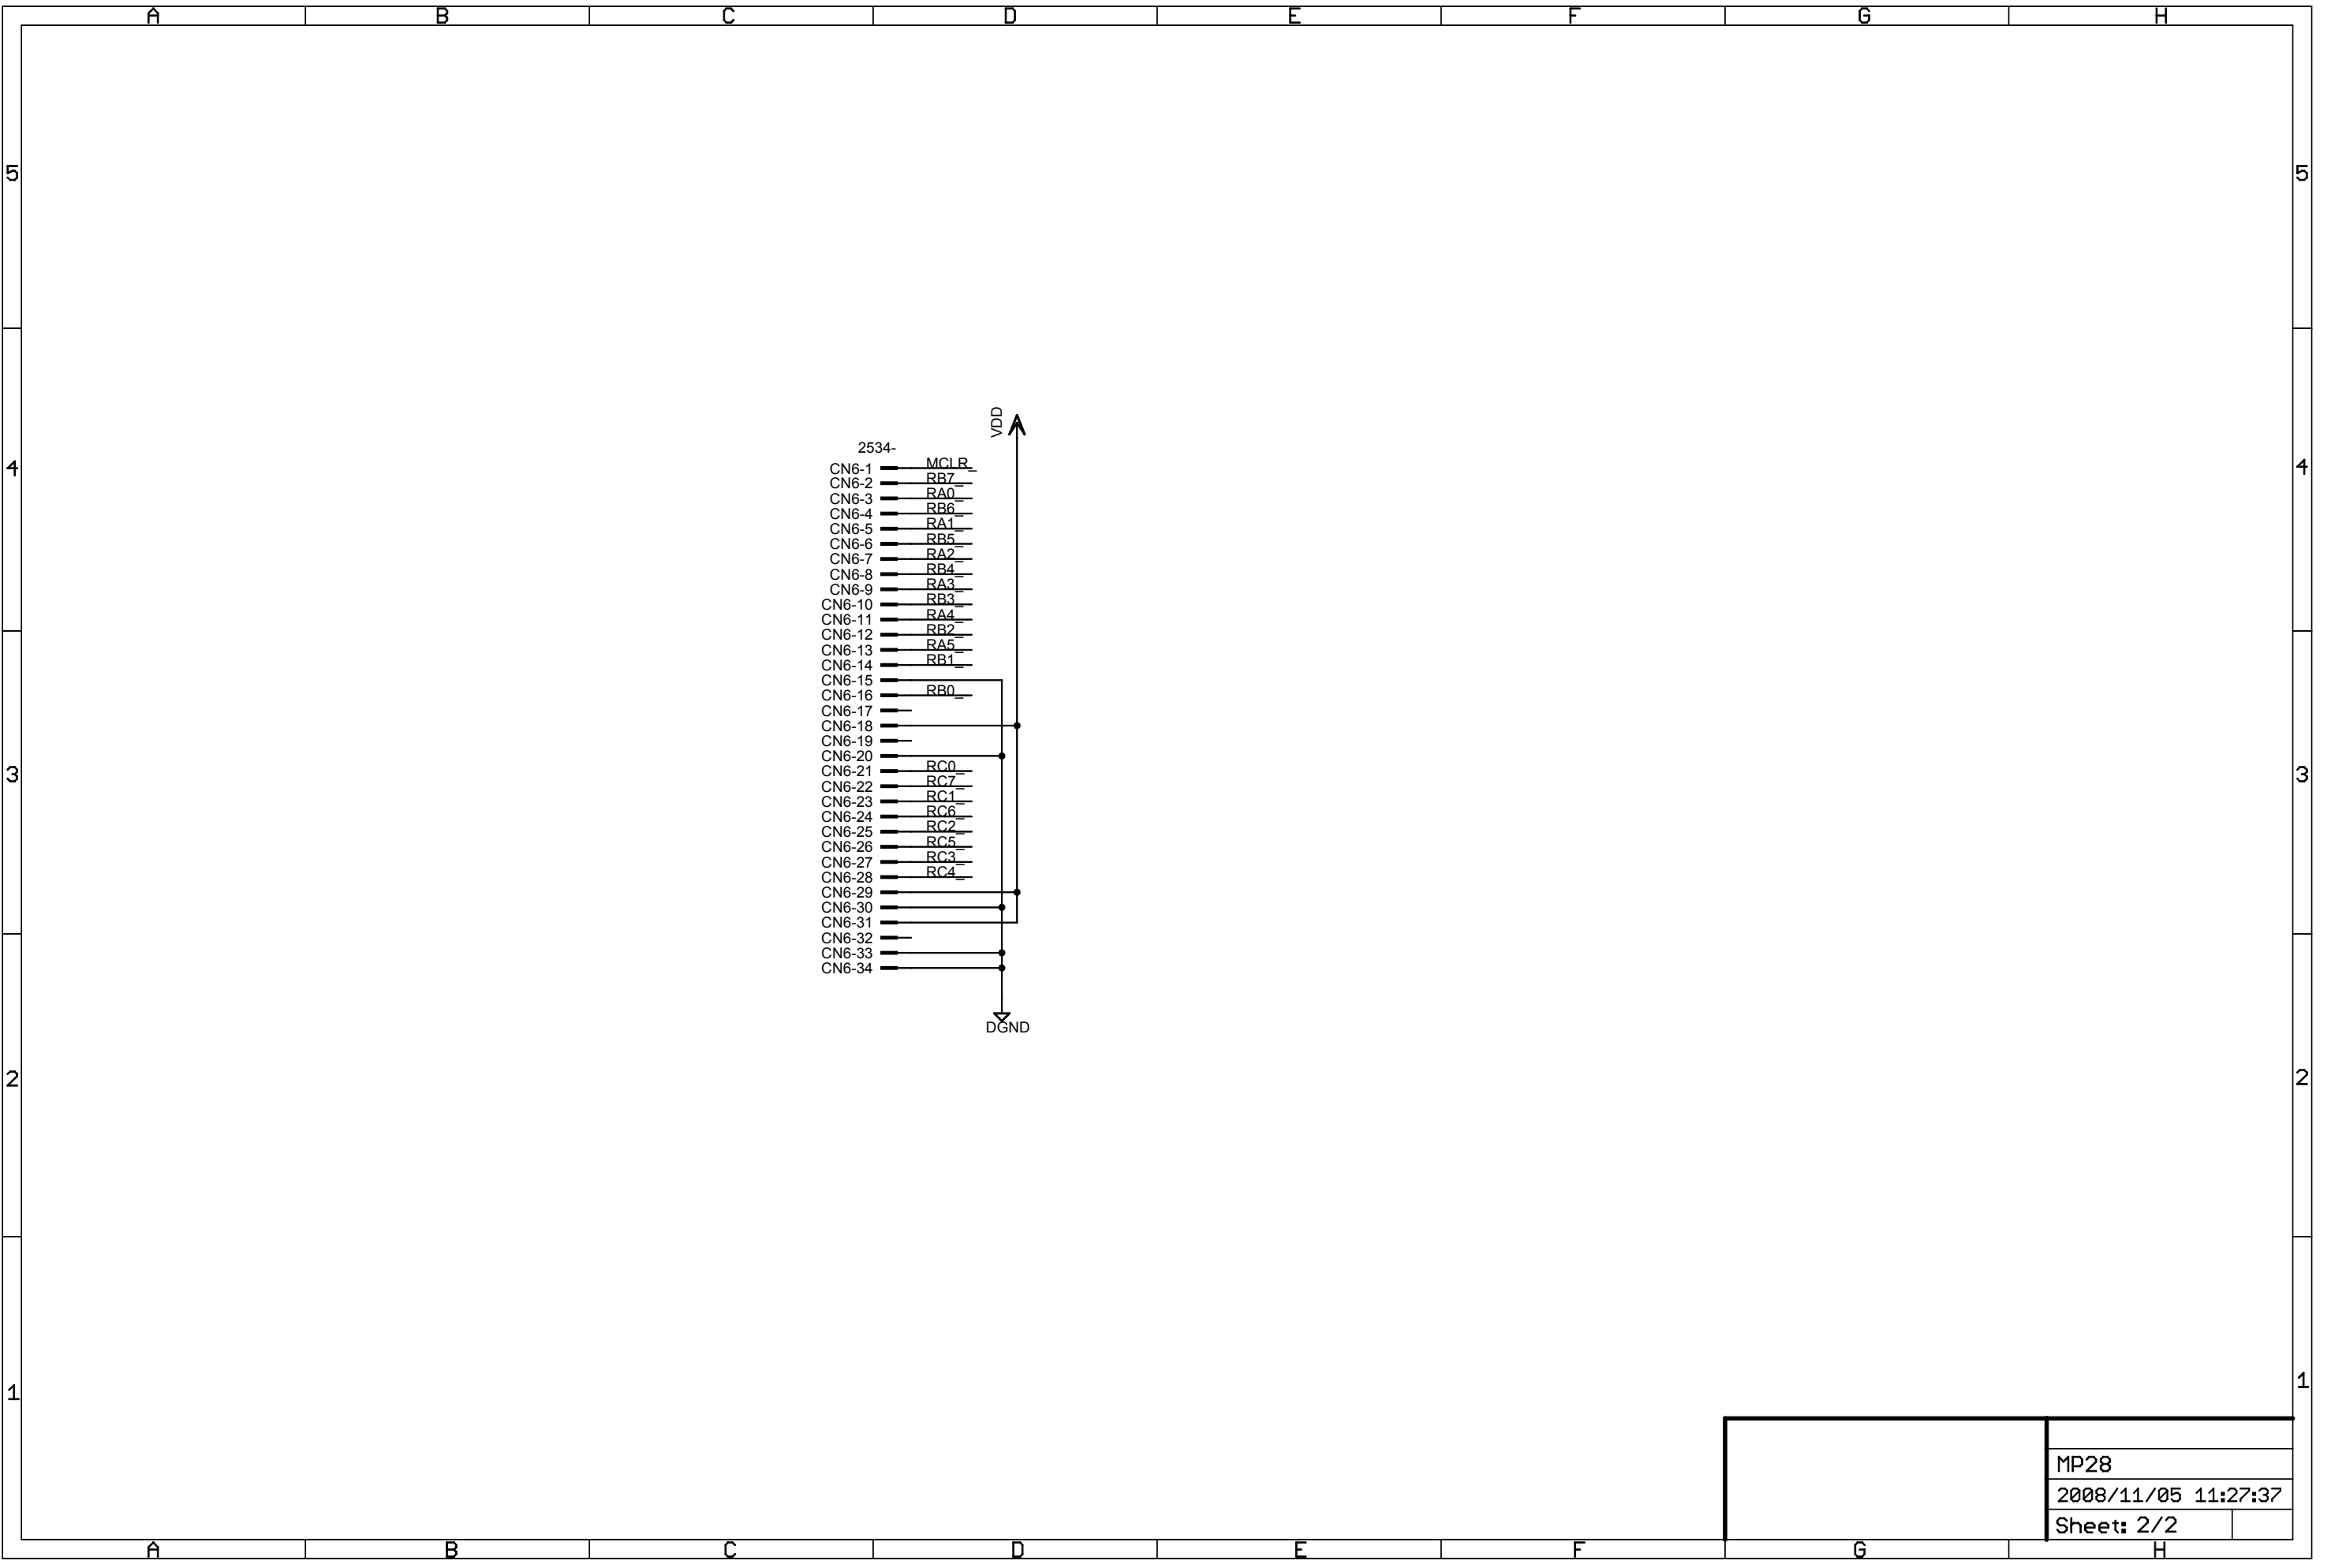 A B C D E F G H
5 5
VDD
2534-
4 4
CN6-1 MCLR_
CN6-2 RB7_
CN6-3 RA0_
CN6-4 RB6_
CN6-5 RA1_
CN6-6 RB5_
CN6-7 RA2_
CN6-8 RB4_
CN6-9 RA3_
CN6-10 RB3_
CN6-11 RA4_
CN6-12 RB2_
CN6-13 RA5_
CN6-14 RB1_
CN6-15
CN6-16 RB0_
CN6-17
CN6-18
CN6-19
CN6-20
3 3
CN6-21 RC0_
CN6-22 RC7_
CN6-23 RC1_
CN6-24 RC6_
CN6-25 RC2_
CN6-26 RC5_
CN6-27 RC3_
CN6-28 RC4_
CN6-29
CN6-30
CN6-31
CN6-32
CN6-33
CN6-34
DGND
2 2
1 1
MP28
2008/11/05 11:27:37
Sheet: 2/2
A B C D E F G H